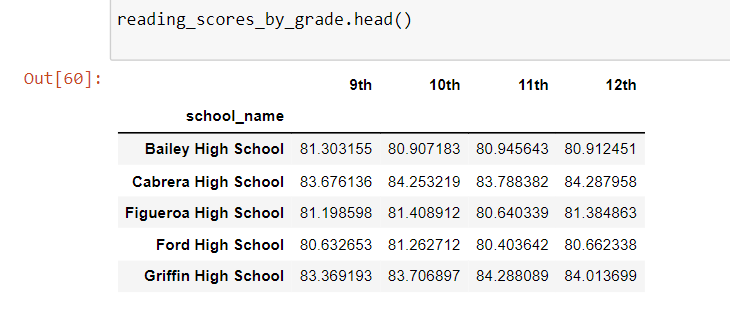 reading_scores_by_grade.head()
Out[60]:
9th 10th 11th 12th
school_name
Bailey High School 81.303155 80.907183 80.945643 80.912451
Cabrera High School 83.676136 84.253219 83.788382 84.287958
Figueroa High School 81.198598 81.408912 80.640339 81.384863
Ford High School 80.632653 81.262712 80.403642 80.662338
Griffin High School 83.369193 83.706897 84.288089 84.013699